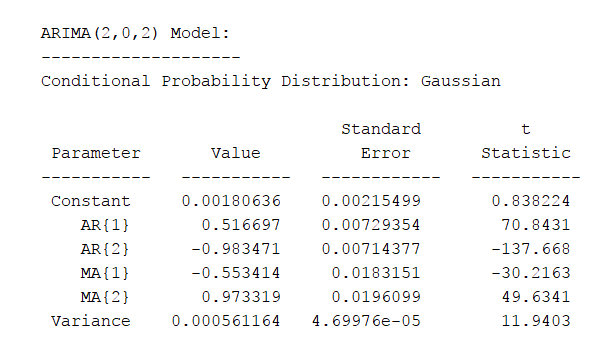 ARIMA(2,0,2) Model:
--------------------
Conditional Probability Distribution: Gaussian
Standard t
Parameter Value Error Statistic
----------- ----------- ------------ -----------
Constant 0.00180636 0.00215499 0.838224
AR{1} 0.516697 0.00729354 70.8431
AR{2} -0.983471 0.00714377 -137.668
MA{1} -0.553414 0.0183151 -30.2163
MA{2} 0.973319 0.0196099 49.6341
Variance 0.000561164 4.69976e-05 11.9403